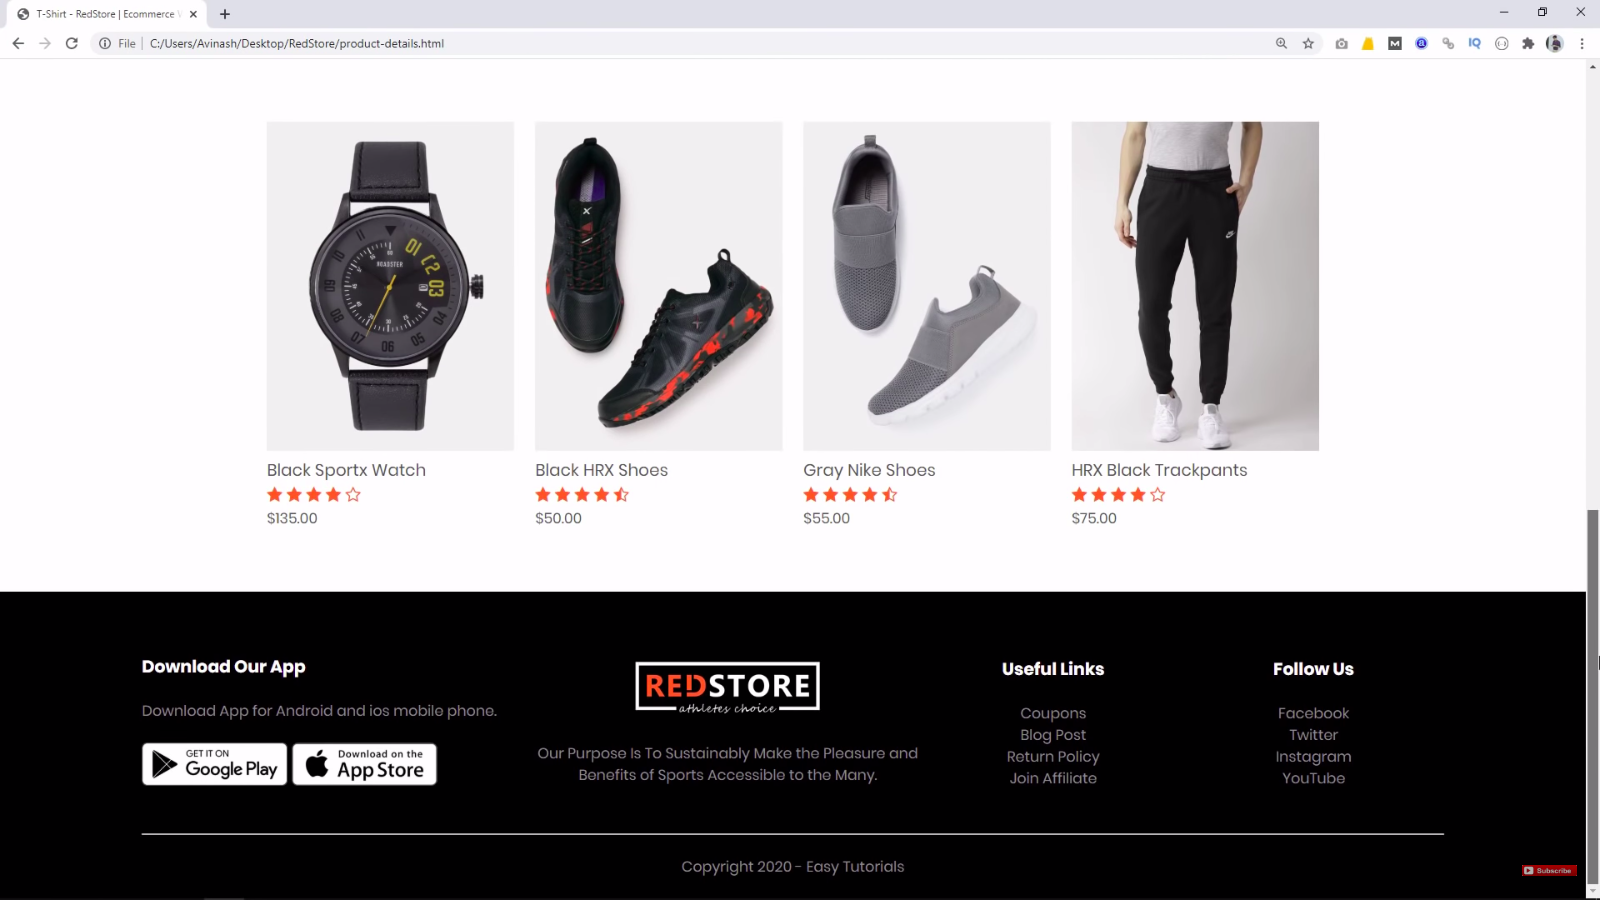 T-Shirt - RedStore | Ecommerce
File
C:/Users/Avinash/Desktop/RedStore/product-details.html
IQ
ROADSTER
Black Sportx Watch
$135.00
Black HRX Shoes
$50.00
Gray Nike Shoes
$55.00
HRX Black Trackpants
$75.00
Download Our App
Download App for Android and ios mobile phone.
GET IT ON
Google Play
Download on the
App Store
REDSTORE
athletes choice
Our Purpose Is To Sustainably Make the Pleasure and
Benefits of Sports Accessible to the Many.
Useful Links
Coupons
Blog Post
Return Policy
Join Affiliate
Follow Us
Facebook
Twitter
Instagram
YouTube
Copyright 2020 - Easy Tutorials
Subscribe